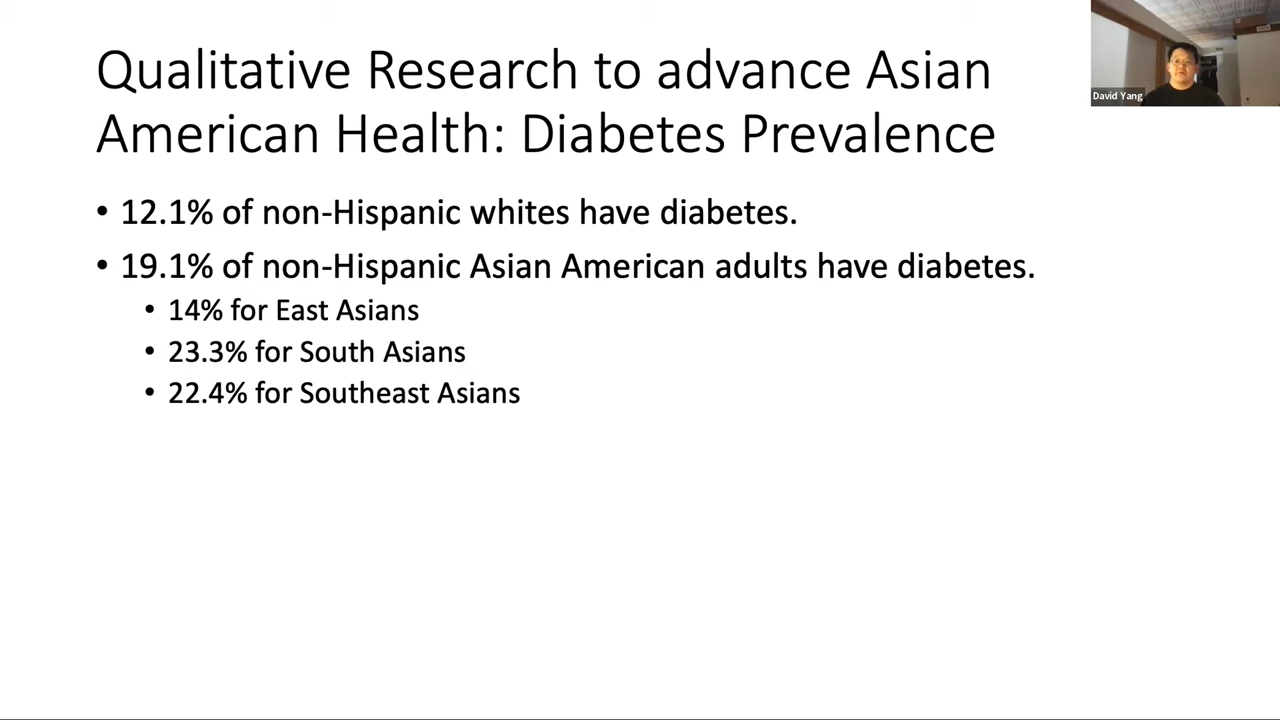 Qualitative Research to advance Asian
American Health: Diabetes Prevalence
David Yang
• 12.1% of non-Hispanic whites have diabetes.
• 19.1% of non-Hispanic Asian American adults have diabetes.
• 14% for East Asians
• 23.3% for South Asians
• 22.4% for Southeast Asians